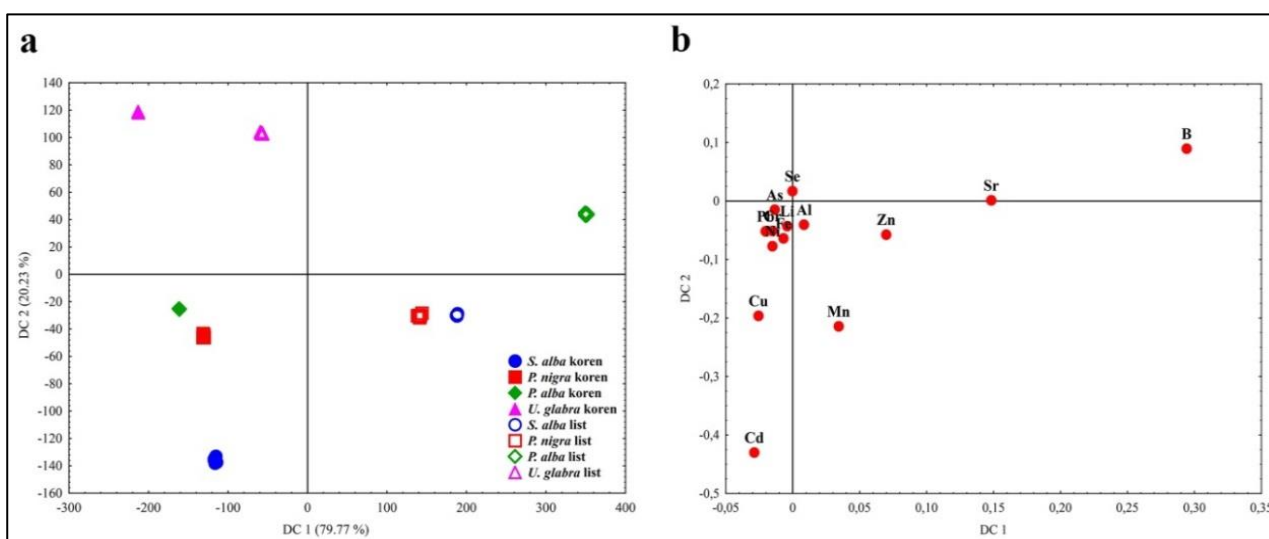 a
140
120
100
80
60
40
20
0
-20
-40
-60
-80
-100
-120
-140
-160
-300
-200
-100
0
100
200
300
400
DC 2 (20.23 %)
DC 1 (79.77 %)
S. alba koren
P. nigra koren
P. alba koren
U. glabra koren
S. alba list
P. nigra list
P. alba list
U. glabra list
b
0,2
0,1
0
-0,1
-0,2
-0,3
-0,4
-0,5
-0,05
0
0,05
0,10
0,15
0,20
0,25
0,30
0,35
DC 2
DC 1
B
Se
Sr
As
Li
Al
Fe
Zn
Cu
Mn
Cd